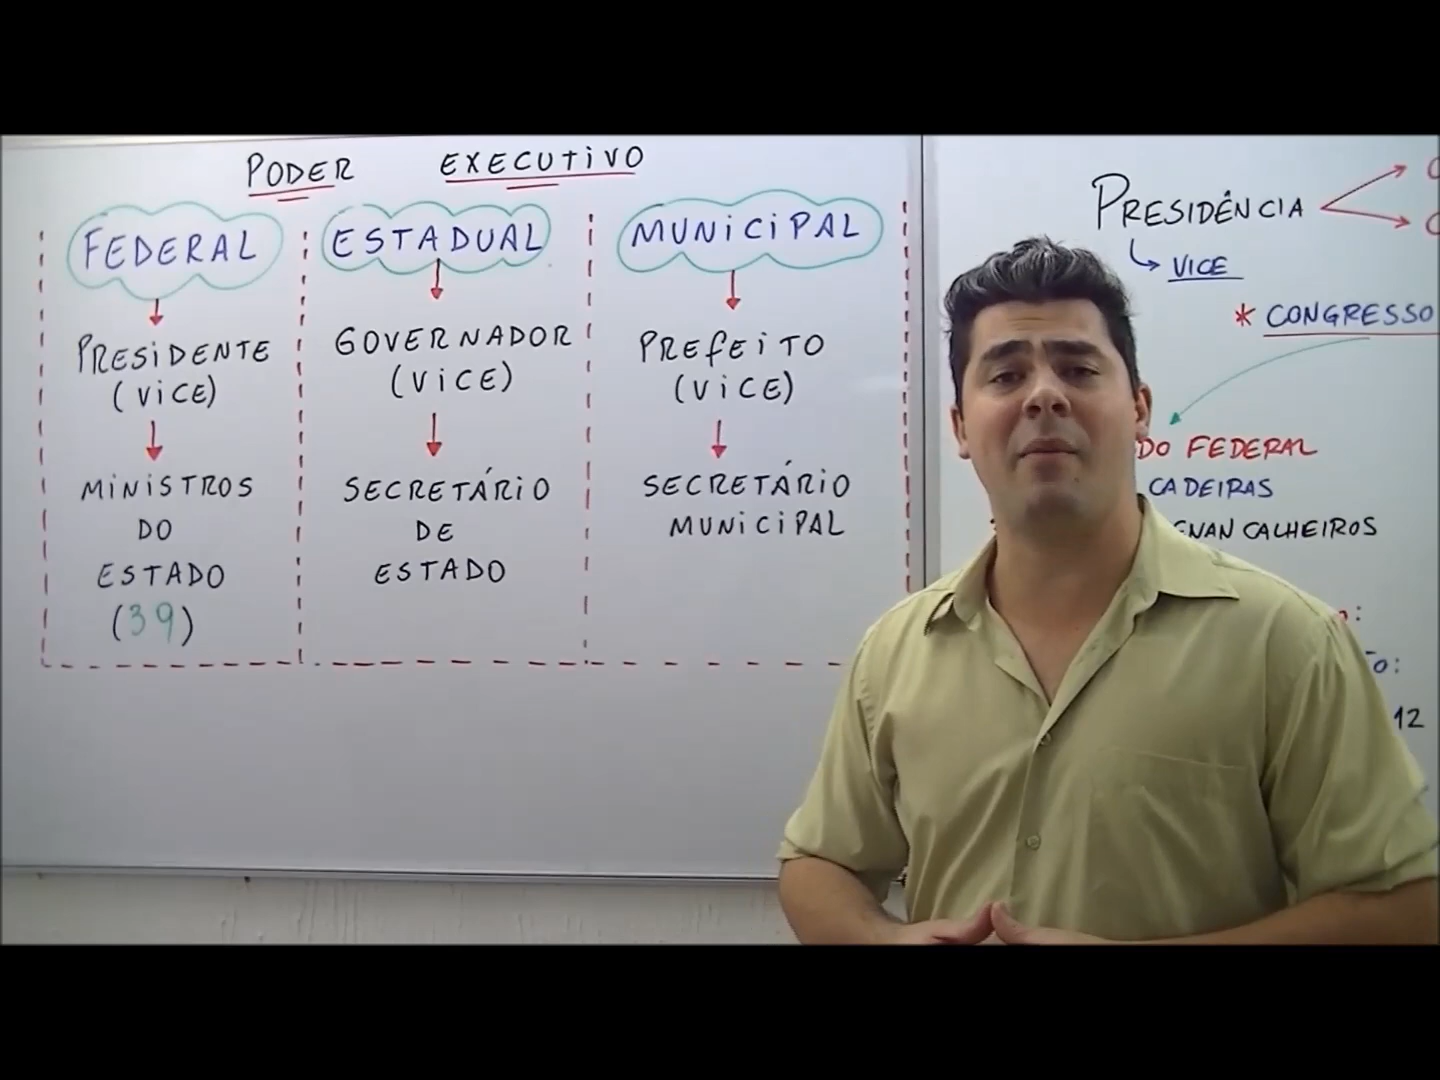 PODER EXECUTIVO
FEDERAL
PRESIDENTE
(VICE)
MINISTROS
DO
ESTADO
(39)
ESTADUAL
GOVERNADOR
(VICE)
SECRETÁRIO
DE
ESTADO
MUNICIPAL
PREFEITO
(VICE)
SECRETÁRIO
MUNICIPAL
PRESIDÊNCIA
VICE
* CONGRESSO
DO FEDERAL
CADEIRAS
ENAN CALHEIROS
12